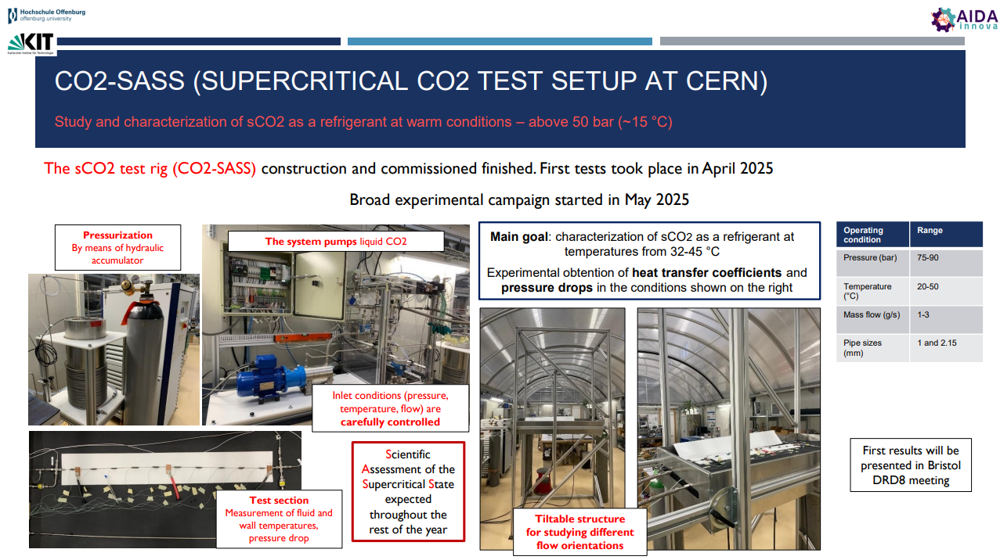 Hochschule Offenburg
offenburg.university
KIT
Karlsruher Institut für Technologie
AIDA
innova
CO2-SASS (SUPERCRITICAL CO2 TEST SETUP AT CERN)
Study and characterization of sCO2 as a refrigerant at warm conditions – above 50 bar (~15 °C)
The sCO2 test rig (CO2-SASS) construction and commissioned finished. First tests took place in April 2025
Broad experimental campaign started in May 2025
Pressurization
By means of hydraulic
accumulator
The system pumps liquid CO2
Inlet conditions (pressure,
temperature, flow) are
carefully controlled
Test section
Measurement of fluid and
wall temperatures,
pressure drop
Scientific
Assessment of the
Supercritical State
expected
throughout the
rest of the year
Main goal: characterization of sCO2 as a refrigerant at
temperatures from 32-45 °C
Experimental obtention of heat transfer coefficients and
pressure drops in the conditions shown on the right
Tiltable structure
for studying different
flow orientations
Operating
condition
Range
Pressure (bar)
75-90
Temperature
(°C)
20-50
Mass flow (g/s)
1-3
Pipe sizes
(mm)
1 and 2.15
First results will be
presented in Bristol
DRD8 meeting